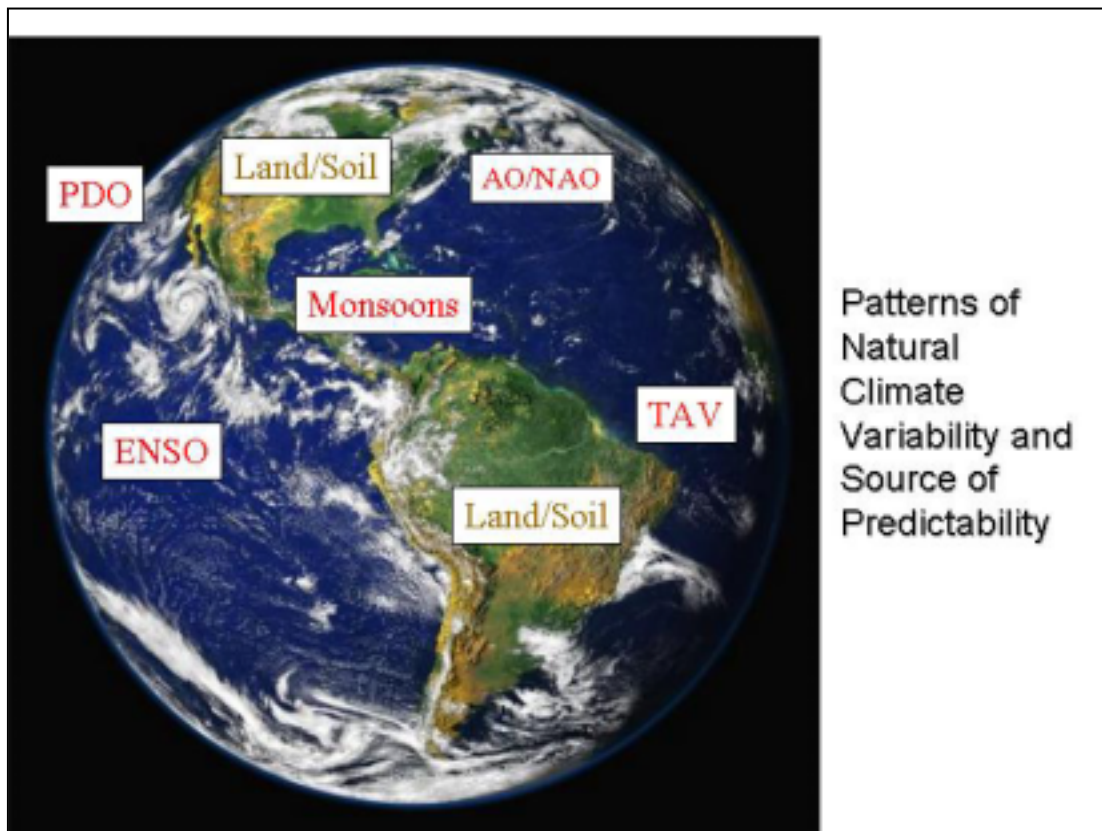 Land/Soil
AO/NAO
PDO
Monsoons
TAV
ENSO
Land/Soil
Patterns of
Natural
Climate
Variability and
Source of
Predictability